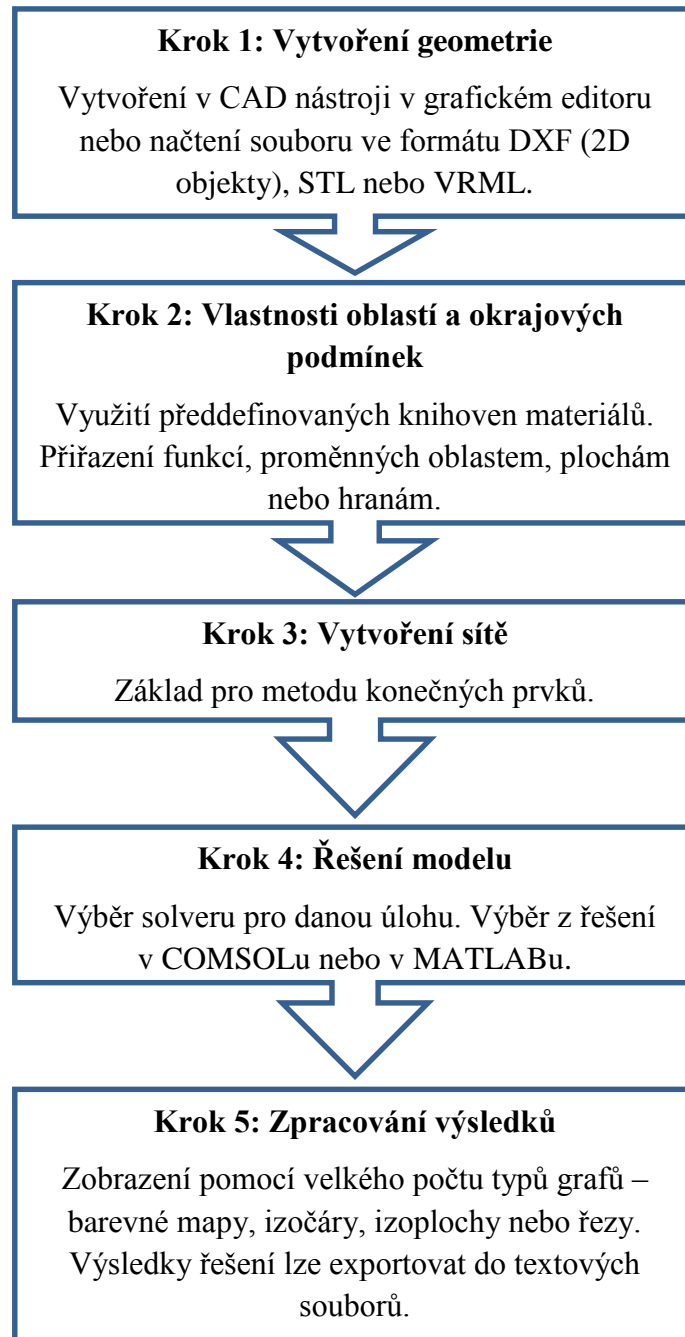 Krok 1: Vytvoření geometrie
Vytvoření v CAD nástroji v grafickém editoru
nebo načtení souboru ve formátu DXF (2D
objekty), STL nebo VRML.
Krok 2: Vlastnosti oblastí a okrajových
podmínek
Využití předdefinovaných knihoven materiálů.
Přiřazení funkcí, proměnných oblastem, plochám
nebo hranám.
Krok 3: Vytvoření sítě
Základ pro metodu konečných prvků.
Krok 4: Řešení modelu
Výběr solveru pro danou úlohu. Výběr z řešení
v COMSOLu nebo v MATLABu.
Krok 5: Zpracování výsledků
Zobrazení pomocí velkého počtu typů grafů –
barevné mapy, izočáry, izoplochy nebo řezy.
Výsledky řešení lze exportovat do textových
souborů.